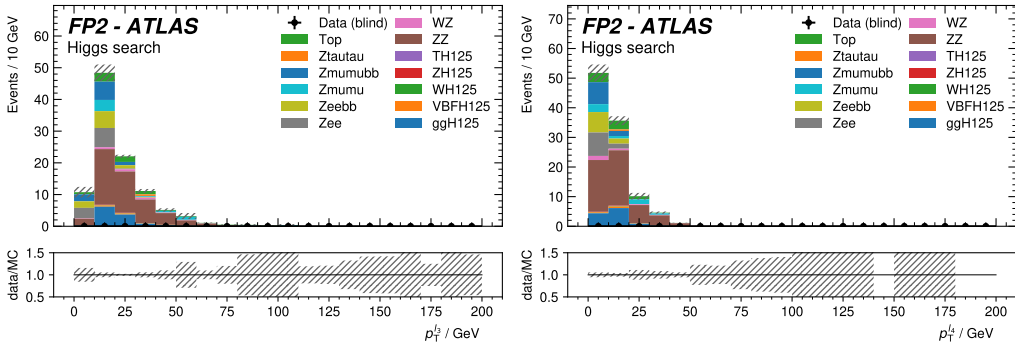 FP2 - ATLAS
Higgs search
Events / 10 GeV
60
50
40
30
20
10
0
Data (blind)
Top
Ztautau
Zmumubb
Zmumu
Zeebb
Zee
WZ
ZZ
TH125
ZH125
WH125
VBFH125
ggH125
data/MC
1.5
1.0
0.5
0 25 50 75 100 125 150 175 200
p_T^{l_3} / GeV
FP2 - ATLAS
Higgs search
Events / 10 GeV
70
60
50
40
30
20
10
0
Data (blind)
Top
Ztautau
Zmumubb
Zmumu
Zeebb
Zee
WZ
ZZ
TH125
ZH125
WH125
VBFH125
ggH125
data/MC
1.5
1.0
0.5
0 25 50 75 100 125 150 175 200
p_T^{l_4} / GeV